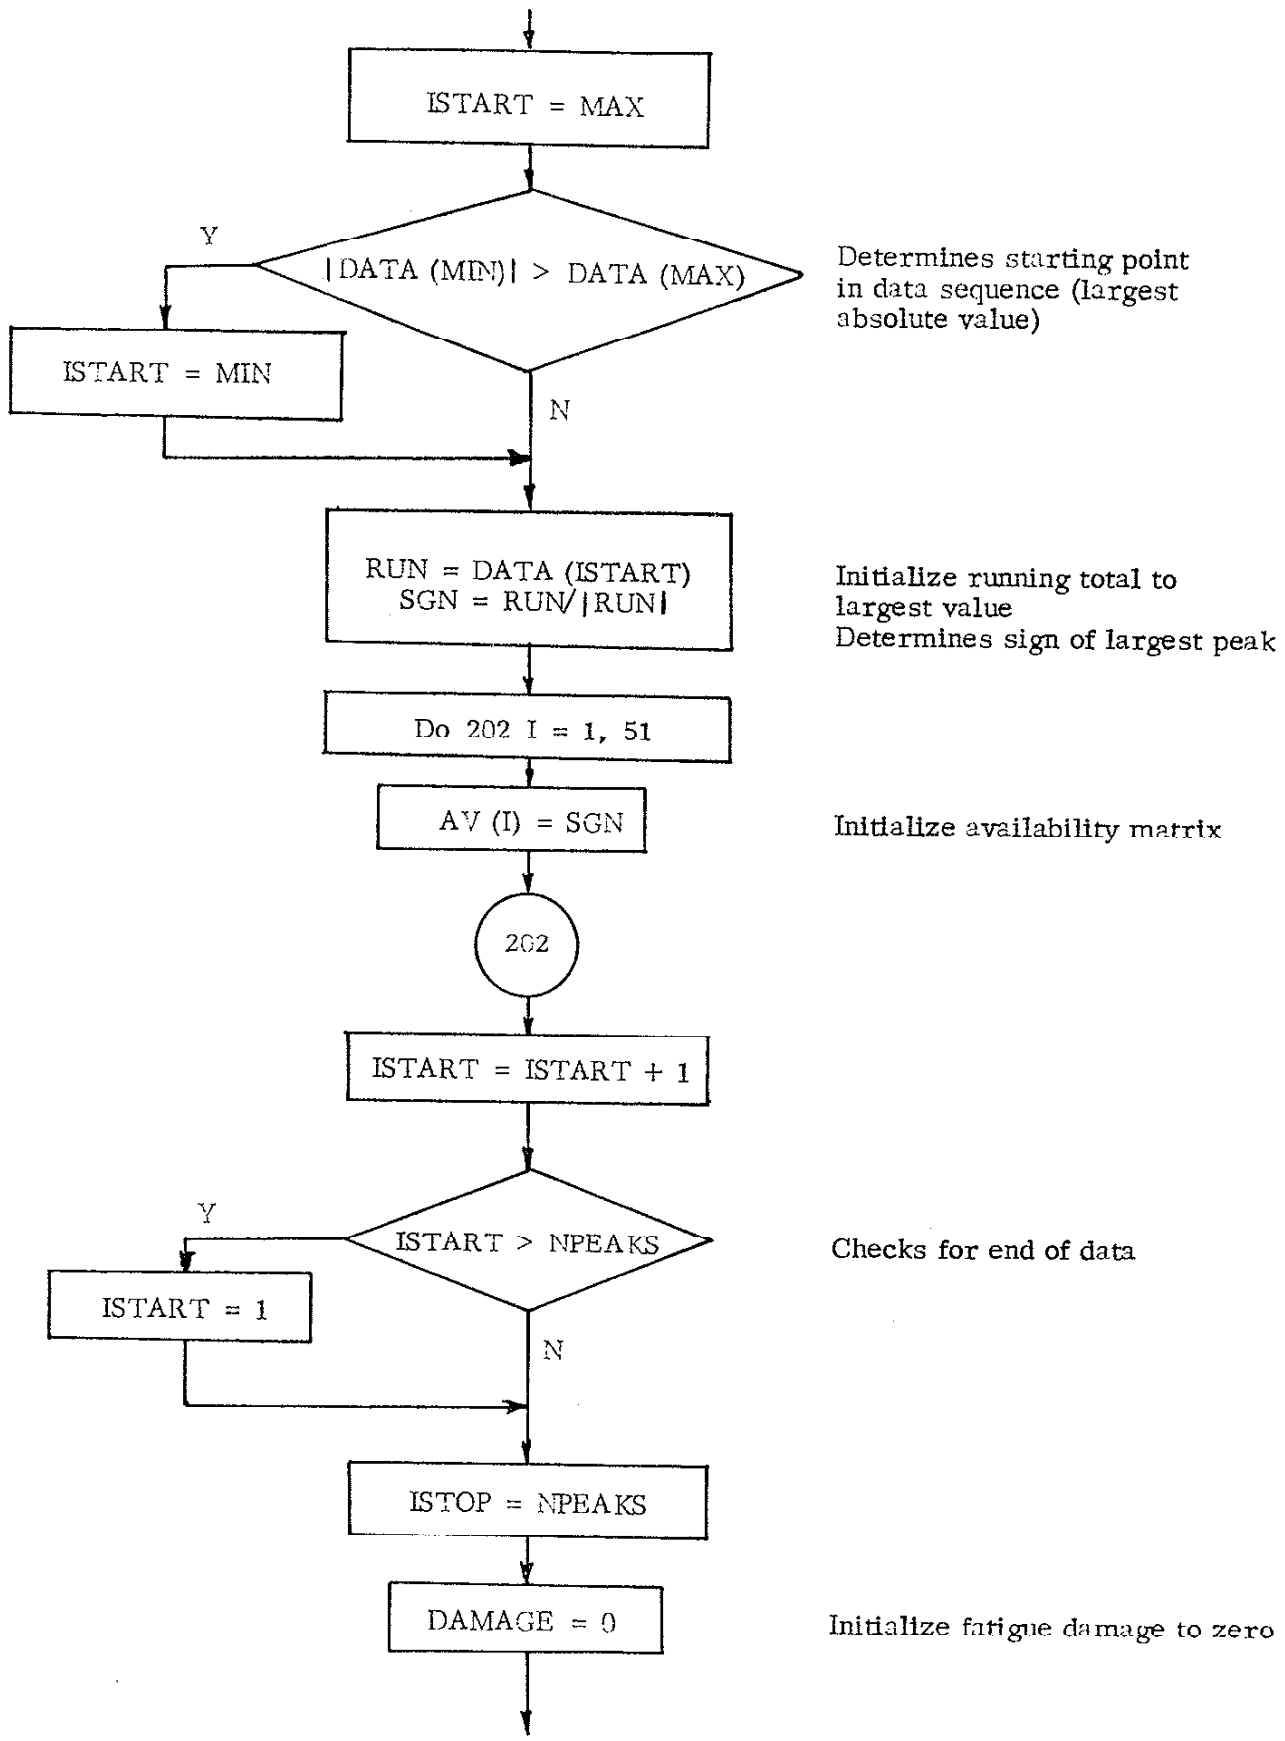 ISTART = MAX
Y
|DATA (MIN)| > DATA (MAX)
Determines starting point
in data sequence (largest
absolute value)
ISTART = MIN
N
RUN = DATA (ISTART)
SGN = RUN/|RUN|
Initialize running total to
largest value
Determines sign of largest peak
Do 202 I = 1, 51
AV (I) = SGN
Initialize availability matrix
202
ISTART = ISTART + 1
Y
ISTART > NPEAKS
Checks for end of data
ISTART = 1
N
ISTOP = NPEAKS
DAMAGE = 0
Initialize fatigue damage to zero